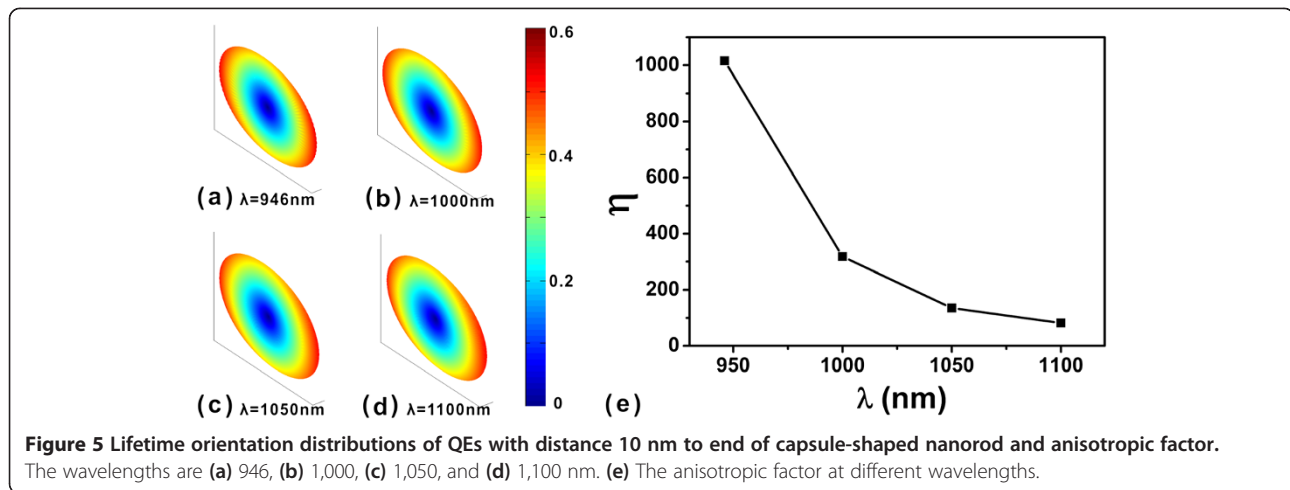 0.6
0.4
0.2
0
(a) λ=946nm
(b) λ=1000nm
(c) λ=1050nm
(d) λ=1100nm
1000
800
600
400
200
0
η
950 1000 1050 1100
(e) λ (nm)
Figure 5 Lifetime orientation distributions of QEs with distance 10 nm to end of capsule-shaped nanorod and anisotropic factor.
The wavelengths are (a) 946, (b) 1,000, (c) 1,050, and (d) 1,100 nm. (e) The anisotropic factor at different wavelengths.